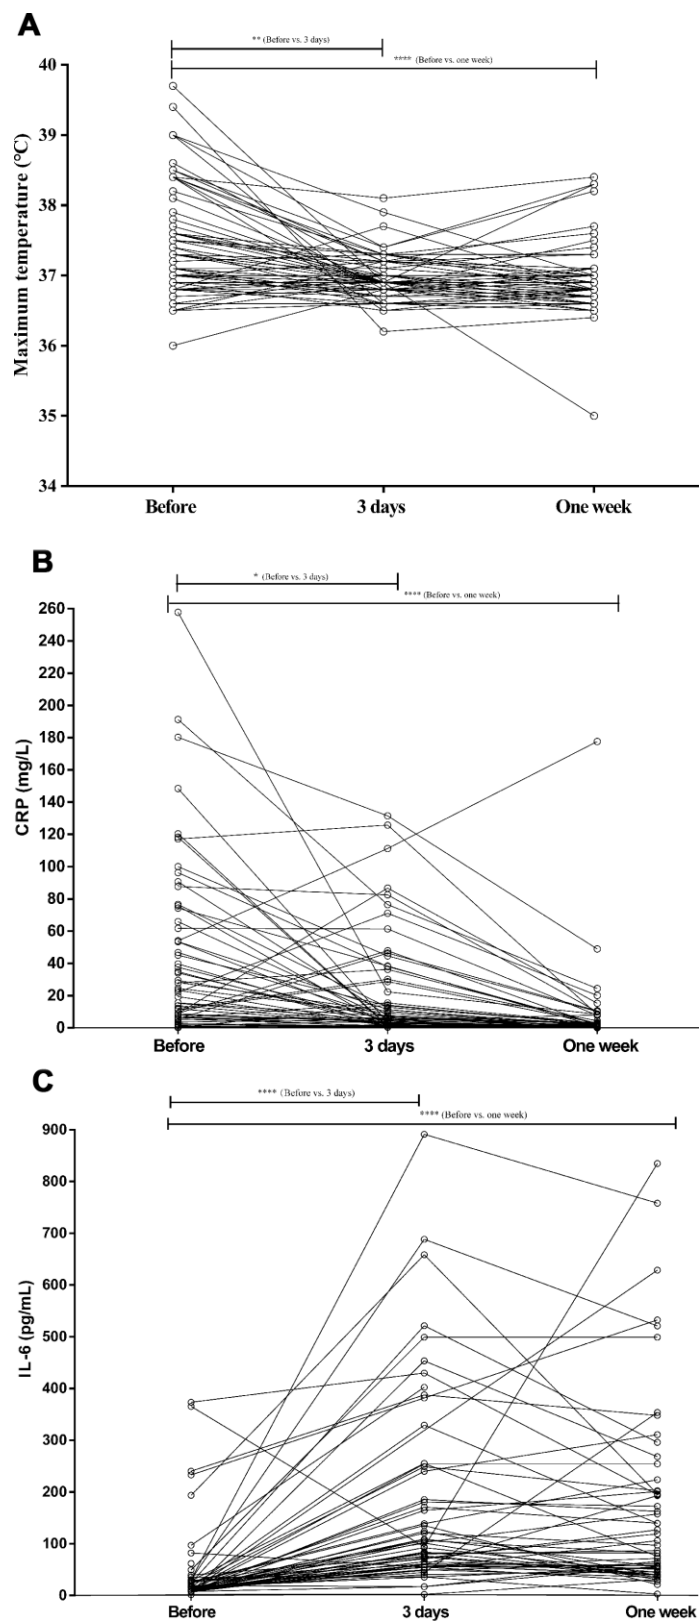 A
** (Before vs. 3 days)
**** (Before vs. one week)
Maximum temperature (°C)
40
39
38
37
36
35
34
Before 3 days One week
B
* (Before vs. 3 days)
**** (Before vs. one week)
CRP (mg/L)
260
240
220
200
180
160
140
120
100
80
60
40
20
0
Before 3 days One week
C
**** (Before vs. 3 days)
**** (Before vs. one week)
IL-6 (pg/mL)
900
800
700
600
500
400
300
200
100
0
Before 3 days One week